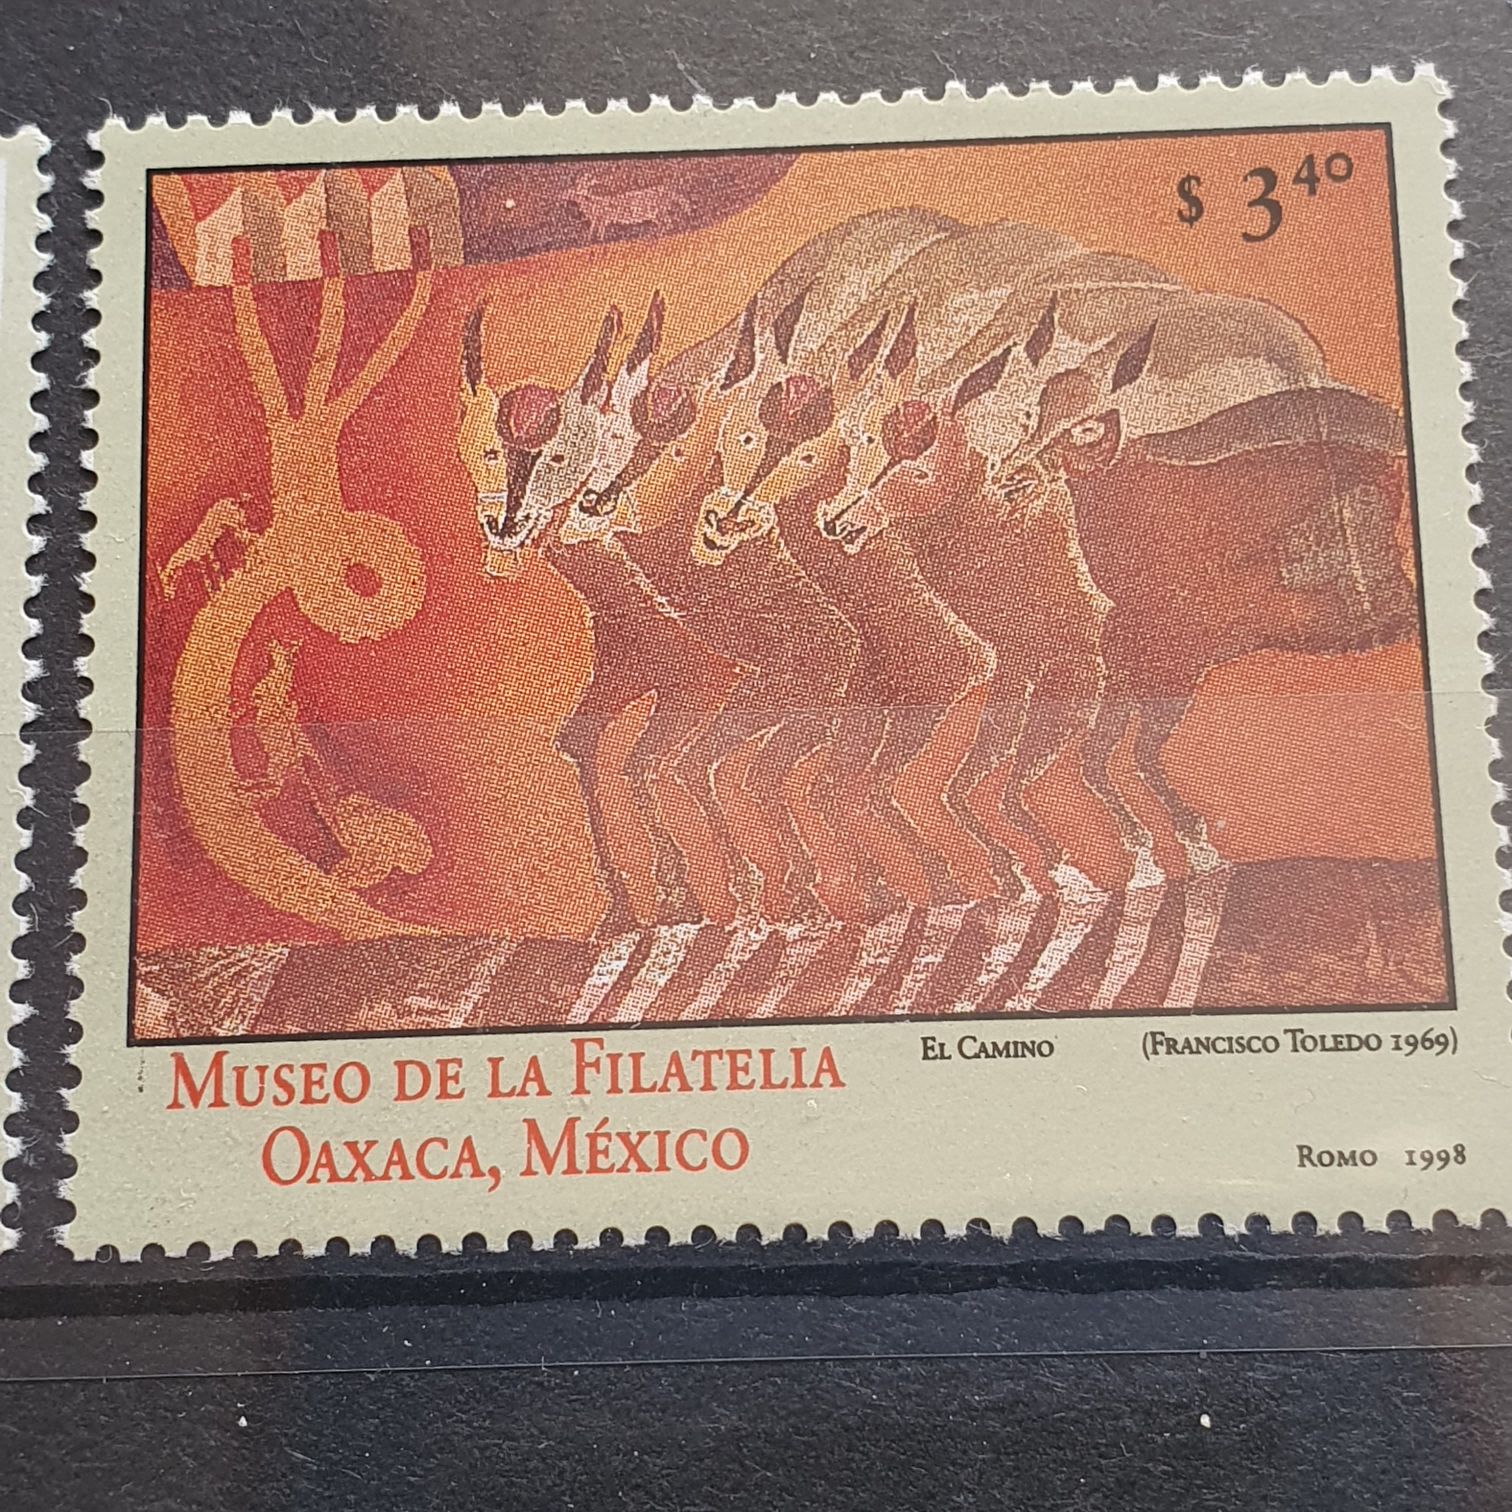 $ 3⁴⁰
Museo de la Filatelia
Oaxaca, México
El Camino (Francisco Toledo 1969)
Romo 1998